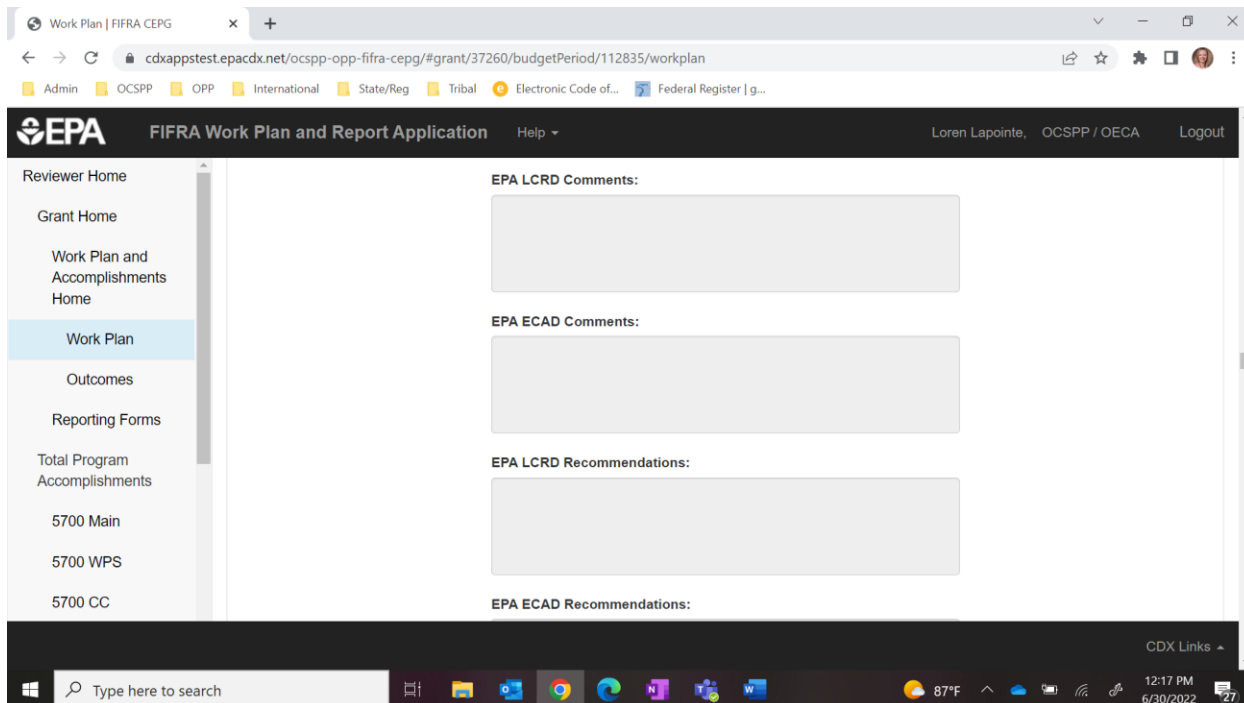 Work Plan | FIFRA CEPG
cdxappstest.epacdx.net/ocspp-opp-fifra-cepg/#grant/37260/budgetPeriod/112835/workplan
Admin OCSPP OPP International State/Reg Tribal Electronic Code of... Federal Register | g...
EPA FIFRA Work Plan and Report Application Help Loren Lapointe, OCSPP / OECA Logout
Reviewer Home
Grant Home
Work Plan and
Accomplishments
Home
Work Plan
Outcomes
Reporting Forms
Total Program
Accomplishments
5700 Main
5700 WPS
5700 CC
EPA LCRD Comments:
EPA ECAD Comments:
EPA LCRD Recommendations:
EPA ECAD Recommendations:
CDX Links
Type here to search
87°F
12:17 PM
6/30/2022
27